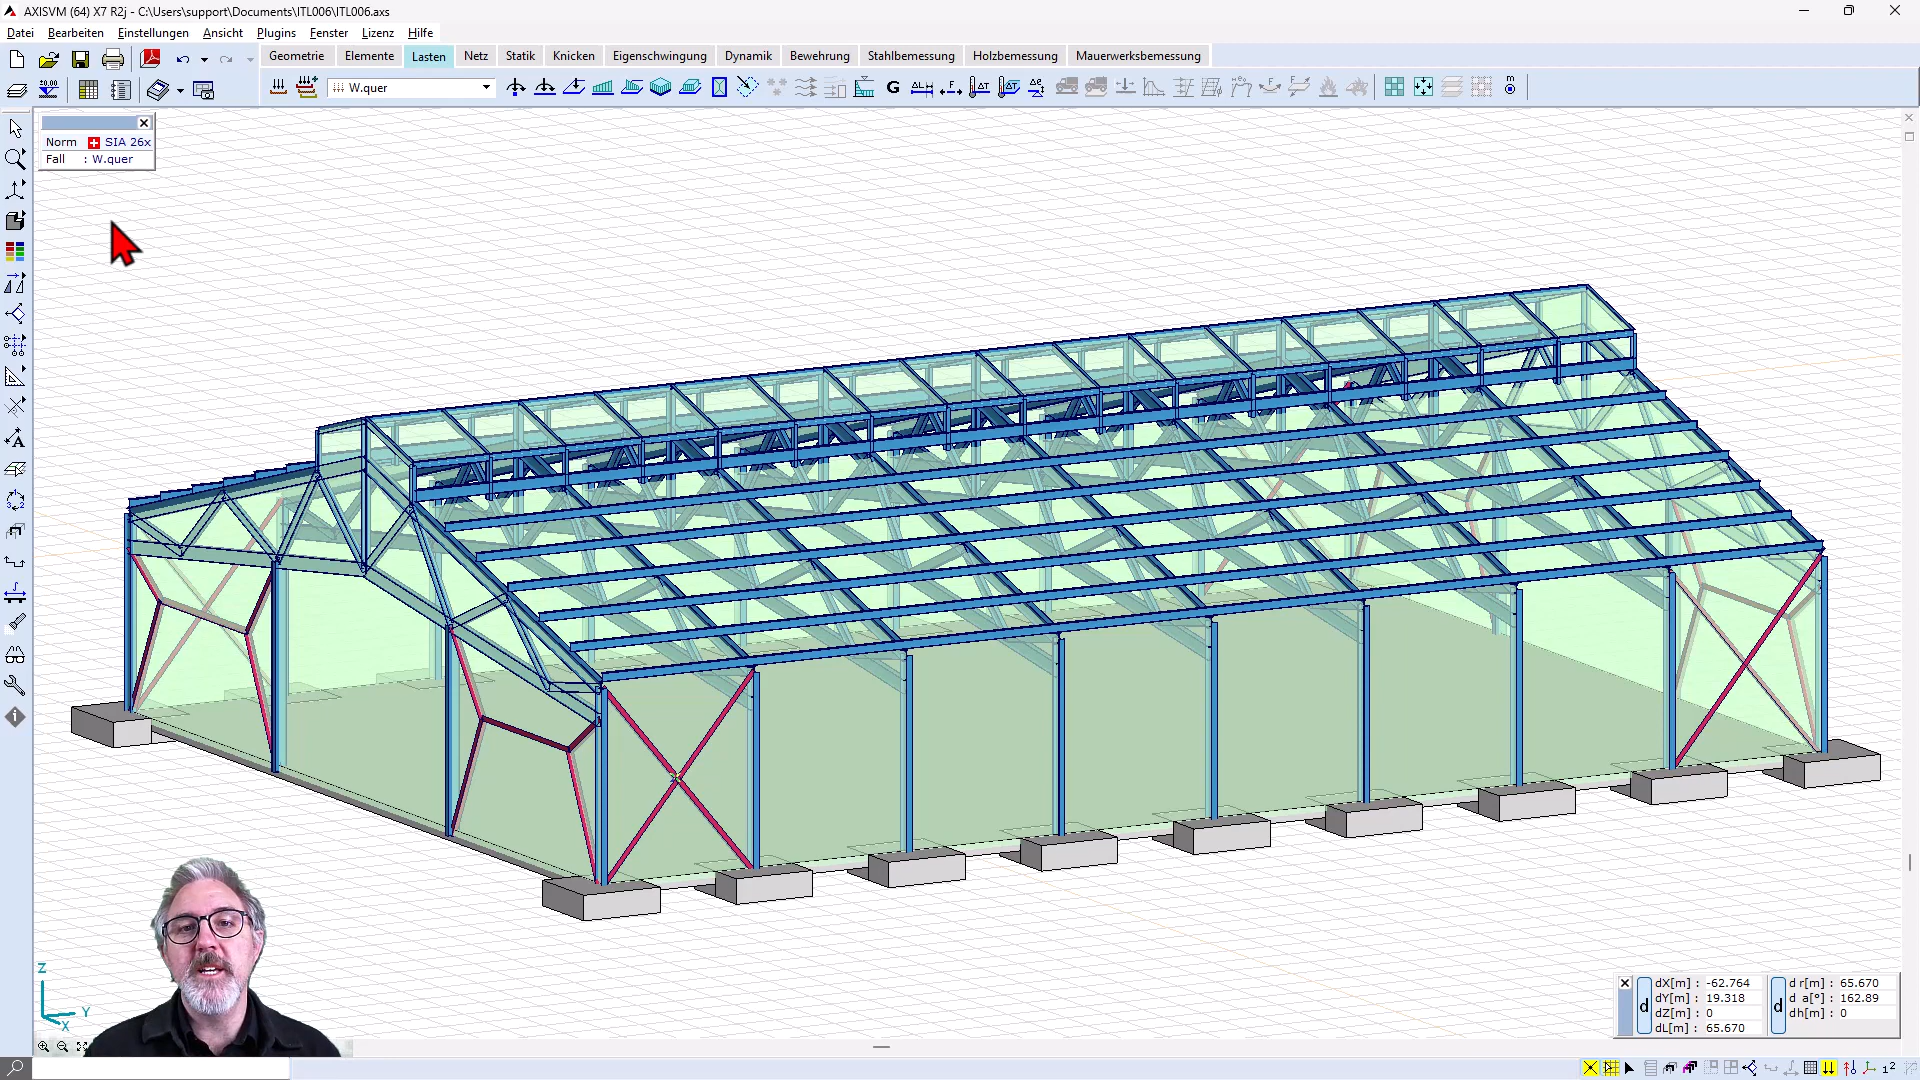 AXISVM (64) X7 R2j - C:\Users\support\Documents\ITL006\ITL006.axs
Datei Bearbeiten Einstellungen Ansicht Plugins Fenster Lizenz Hilfe
Geometrie Elemente Lasten Netz Statik Knicken Eigenschwingung Dynamik Bewehrung Stahlbemessung Holzbemessung Mauerwerksbemessung
W.quer
G
Norm SIA 26x
Fall : W.quer
Z
Y
X
dX[m] : -62.764
dY[m] : 19.318
dZ[m] : 0
dL[m] : 65.670
d
d r[m] : 65.670
d a[°] : 162.89
dh[m] : 0
d